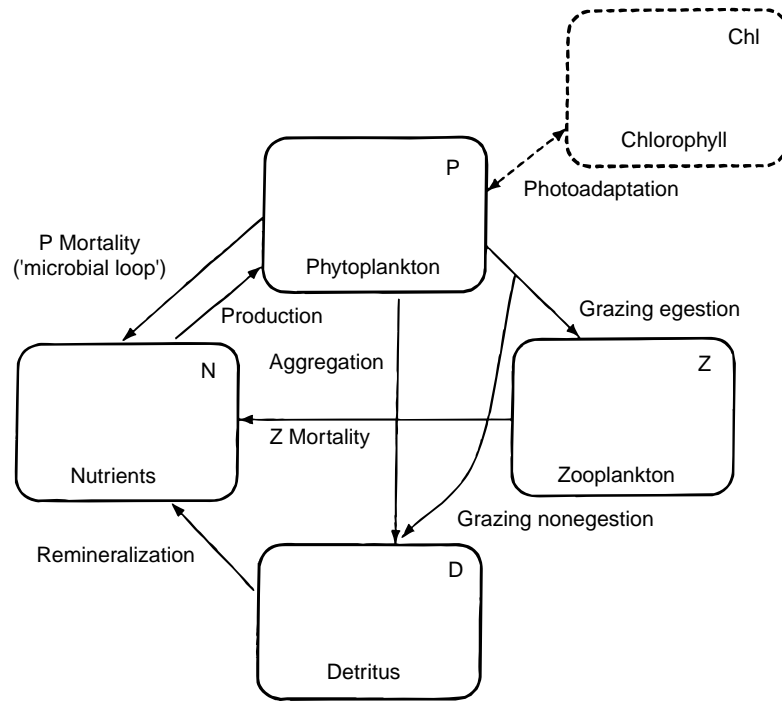 Chl
Chlorophyll
P
Photoadaptation
P Mortality
('microbial loop')
Phytoplankton
Production
Grazing egestion
Aggregation
N
Z
Z Mortality
Nutrients
Zooplankton
Grazing nonegestion
Remineralization
D
Detritus